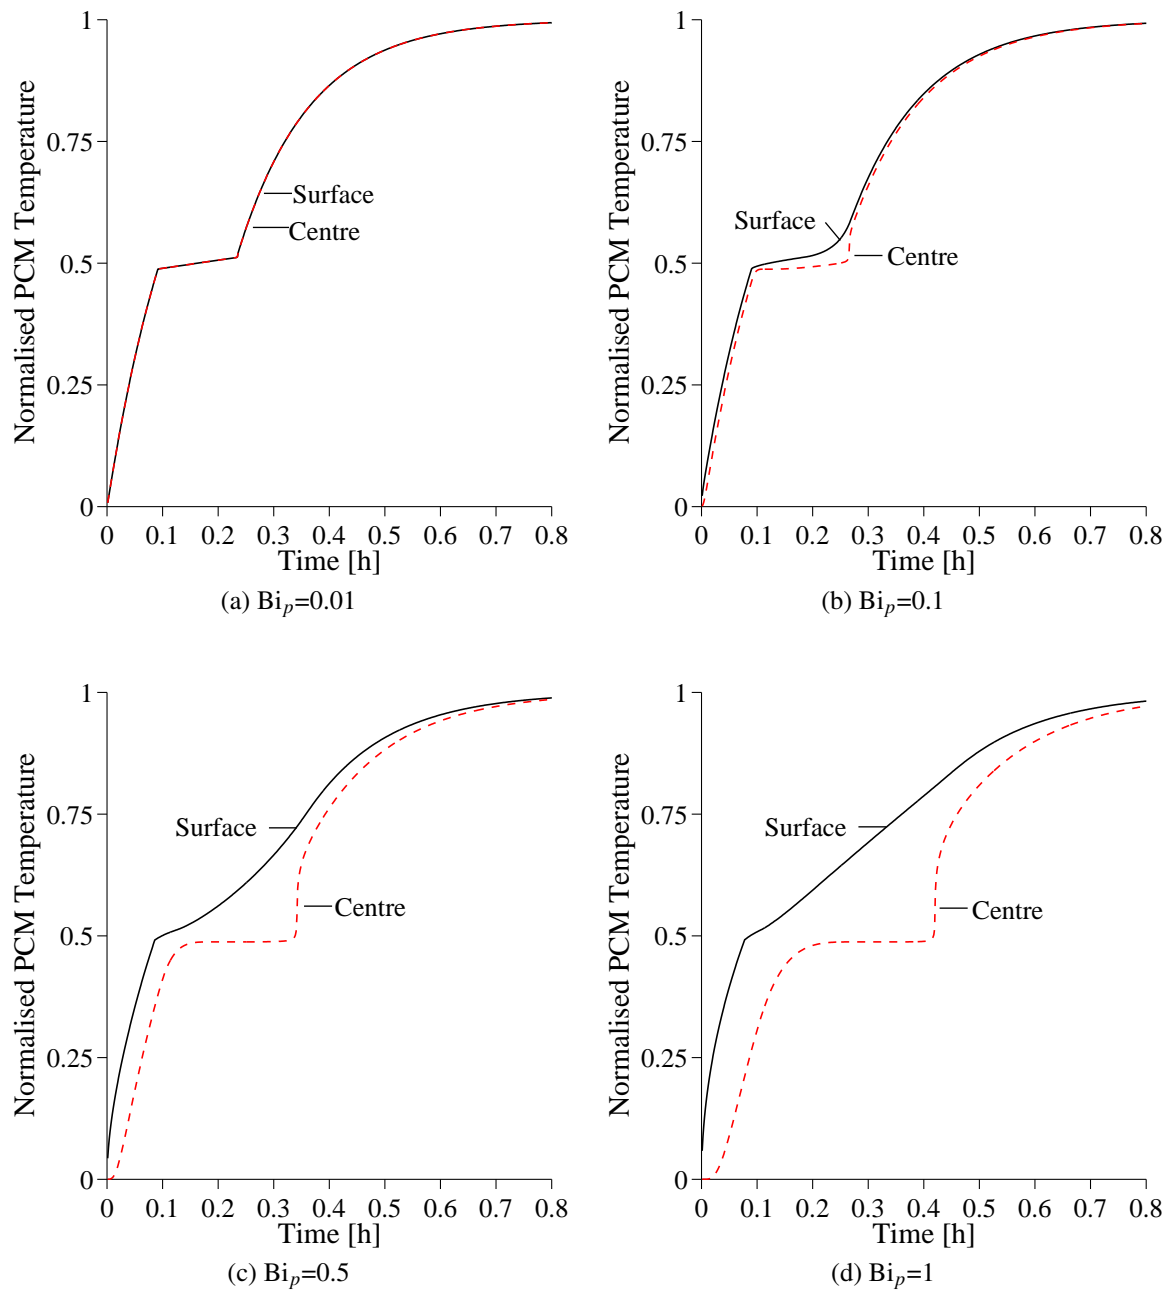 1
0.75
0.5
0.25
0
Normalised PCM Temperature
Surface
Centre
0 0.1 0.2 0.3 0.4 0.5 0.6 0.7 0.8
Time [h]
(a) Bi_p=0.01
1
0.75
0.5
0.25
0
Normalised PCM Temperature
Surface
Centre
0 0.1 0.2 0.3 0.4 0.5 0.6 0.7 0.8
Time [h]
(b) Bi_p=0.1
1
0.75
0.5
0.25
0
Normalised PCM Temperature
Surface
Centre
0 0.1 0.2 0.3 0.4 0.5 0.6 0.7 0.8
Time [h]
(c) Bi_p=0.5
1
0.75
0.5
0.25
0
Normalised PCM Temperature
Surface
Centre
0 0.1 0.2 0.3 0.4 0.5 0.6 0.7 0.8
Time [h]
(d) Bi_p=1